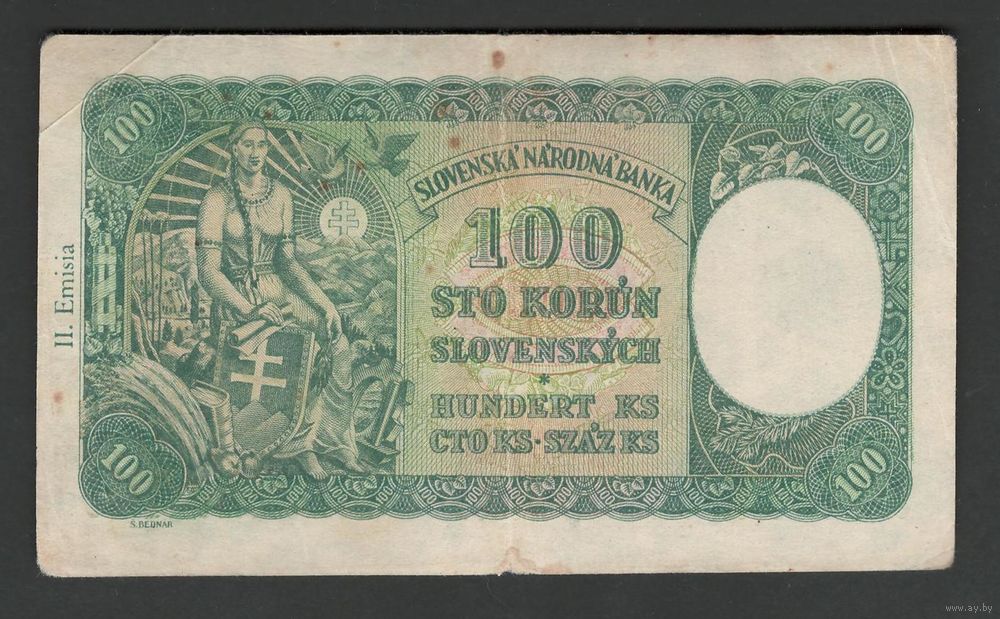 100
100
SLOVENSKÁ NÁRODNÁ BANKA
100
STO KORÚN
SLOVENSKÝCH
*
HUNDERT KS
СТО KS·SZÁZ KS
II. Emisia
100
100
Š. BEDNÁR
www.ay.by